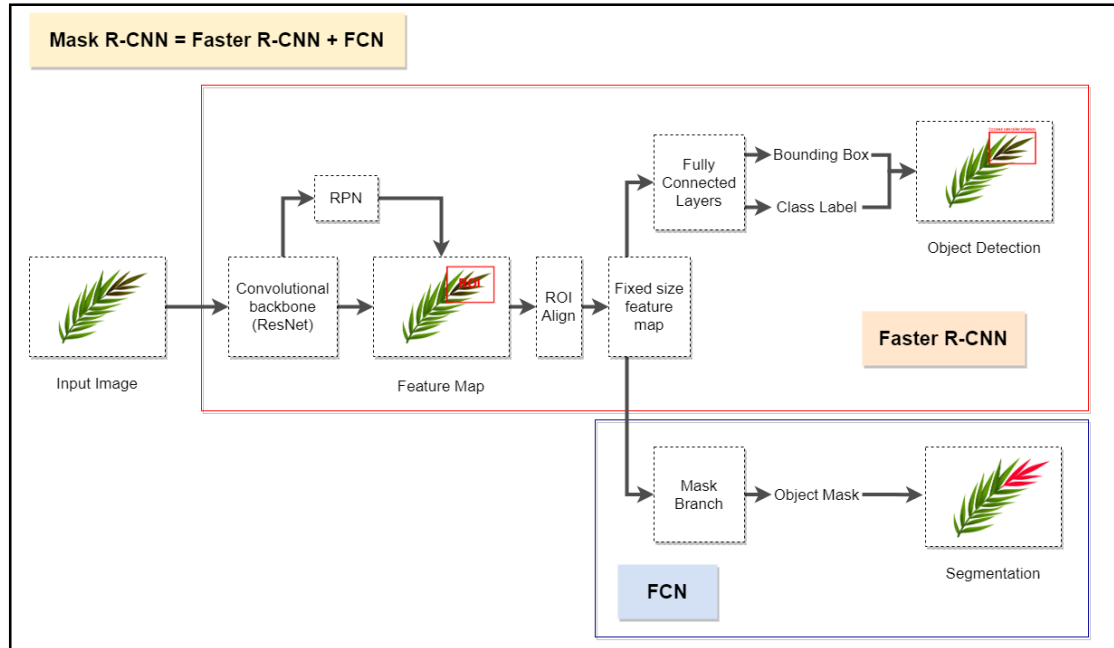 Mask R-CNN = Faster R-CNN + FCN
Input Image
Convolutional
backbone
(ResNet)
RPN
ROI
Feature Map
ROI
Align
Fixed size
feature
map
Fully
Connected
Layers
Bounding Box
Class Label
Object Detection
Faster R-CNN
Mask
Branch
Object Mask
Segmentation
FCN